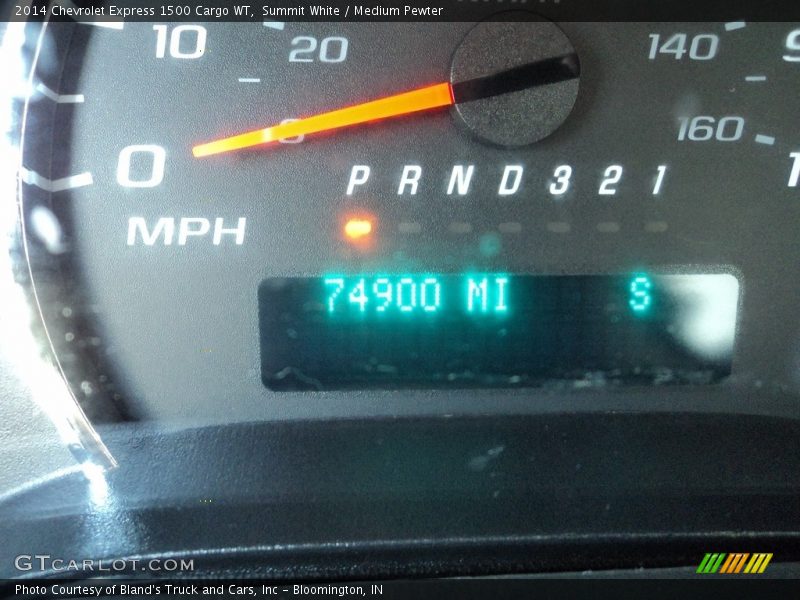 2014 Chevrolet Express 1500 Cargo WT, Summit White / Medium Pewter
10 20 140
0 160
P R N D 3 2 1
MPH
74900 MI S
GTCARLOT.COM
Photo Courtesy of Bland's Truck and Cars, Inc - Bloomington, IN